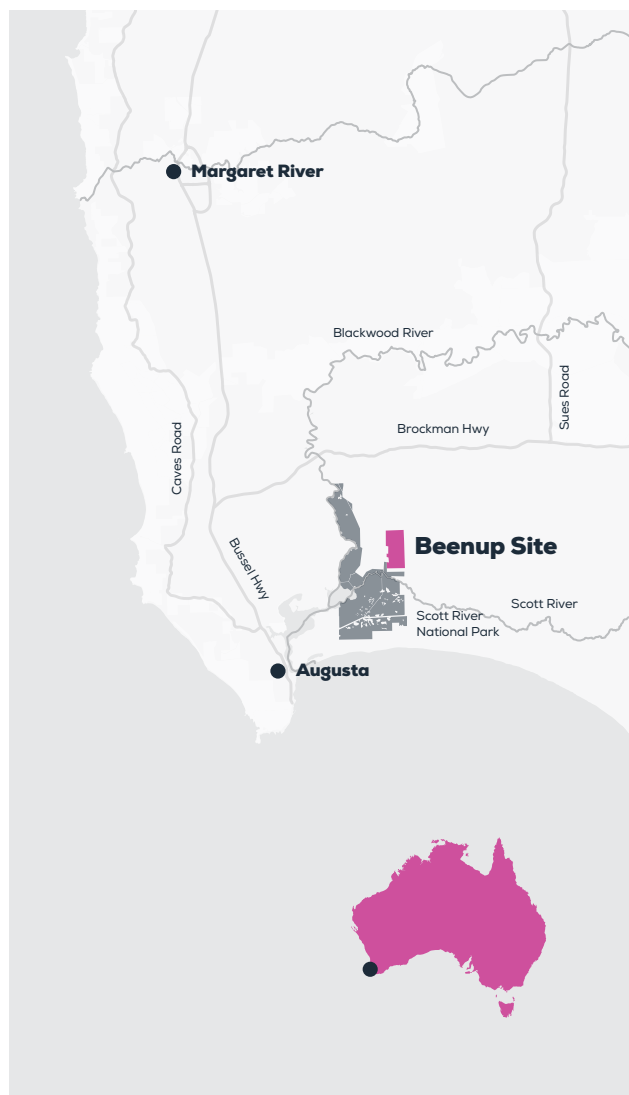 Margaret River
Blackwood River
Sues Road
Brockman Hwy
Caves Road
Beenup Site
Bussel Hwy
Scott River
Scott River
National Park
Augusta